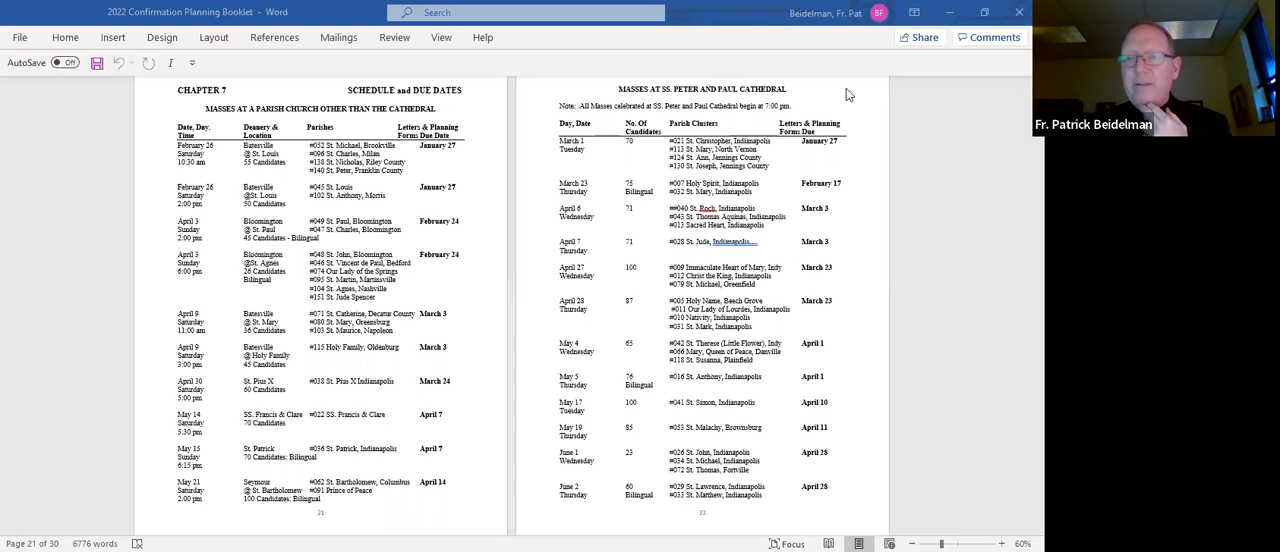 2022 Confirmation Planning Booklet - Word
Search
Beidelman, Fr. Pat
BF
File Home Insert Design Layout References Mailings Review View Help
Share
Comments
AutoSave Off
CHAPTER 7 SCHEDULE and DUE DATES
MASSES AT A PARISH CHURCH OTHER THAN THE CATHEDRAL
Date, Day. Deanery & Parishes Letters & Planning
Time Location Forms Due Date
February 26 Batesville #052 St. Michael, Brookville January 27
Saturday @ St. Louis #096 St. Charles, Milan
10:30 am 55 Candidates #138 St. Nicholas, Riley County
#140 St. Peter, Franklin County
February 26 Batesville #045 St. Louis January 27
Saturday @St. Louis #102 St. Anthony, Morris
2:00 pm 50 Candidates
April 3 Bloomington #049 St. Paul, Bloomington February 24
Sunday @ St. Paul #047 St. Charles, Bloomington
2:00 pm 45 Candidates - Bilingual
April 3 Bloomington #048 St. John, Bloomington February 24
Sunday @St. Agnes #046 St. Vincent de Paul, Bedford
6:00 pm 26 Candidates #074 Our Lady of the Springs
Bilingual #095 St. Martin, Martinsville
#104 St. Agnes, Nashville
#151 St. Jude Spencer
April 9 Batesville #071 St. Catherine, Decatur County March 3
Saturday @ St. Mary #080 St. Mary, Greensburg
11:00 am 36 Candidates #103 St. Maurice, Napoleon
April 9 Batesville #115 Holy Family, Oldenburg March 3
Saturday @ Holy Family
3:00 pm 45 Candidates
April 30 St. Pius X #038 St. Pius X Indianapolis March 24
Saturday 60 Candidates
5:00 pm
May 14 SS. Francis & Clare #022 SS. Francis & Clare April 7
Saturday 70 Candidates
5:30 pm
May 15 St. Patrick #036 St. Patrick, Indianapolis April 7
Sunday 70 Candidates: Bilingual
6:15 pm
May 21 Seymour #062 St. Bartholomew, Columbus April 14
Saturday @ St. Bartholomew #091 Prince of Peace
2:00 pm 100 Candidates: Bilingual
21
MASSES AT SS. PETER AND PAUL CATHEDRAL
Note: All Masses celebrated at SS. Peter and Paul Cathedral begin at 7:00 pm.
Day, Date No. Of Parish Clusters Letters & Planning
Candidates Forms Due
March 1 70 #021 St. Christopher, Indianapolis January 27
Tuesday #113 St. Mary, North Vernon
#124 St. Ann, Jennings County
#130 St. Joseph, Jennings County
March 23 75 #007 Holy Spirit, Indianapolis February 17
Thursday Bilingual #032 St. Mary, Indianapolis
April 6 71 ##040 St. Roch, Indianapolis March 3
Wednesday #043 St. Thomas Aquinas, Indianapolis
#013 Sacred Heart, Indianapolis
April 7 71 #028 St. Jude, Indianapolis.... March 3
Thursday
April 27 100 #009 Immaculate Heart of Mary, Indy March 23
Wednesday #012 Christ the King, Indianapolis
#079 St. Michael, Greenfield
April 28 87 #005 Holy Name, Beech Grove March 23
Thursday #011 Our Lady of Lourdes, Indianapolis
#010 Nativity, Indianapolis
#031 St. Mark, Indianapolis
May 4 65 #042 St. Therese (Little Flower), Indy April 1
Wednesday #066 Mary, Queen of Peace, Danville
#118 St. Susanna, Plainfield
May 5 76 #016 St. Anthony, Indianapolis April 1
Thursday Bilingual
May 17 100 #041 St. Simon, Indianapolis April 10
Tuesday
May 19 85 #053 St. Malachy, Brownsburg April 11
Thursday
June 1 23 #026 St. John, Indianapolis April 28
Wednesday #034 St. Michael, Indianapolis
#072 St. Thomas, Fortville
June 2 60 #029 St. Lawrence, Indianapolis April 28
Thursday Bilingual #033 St. Matthew, Indianapolis
22
Fr. Patrick Beidelman
Page 21 of 30 6776 words
Focus
60%